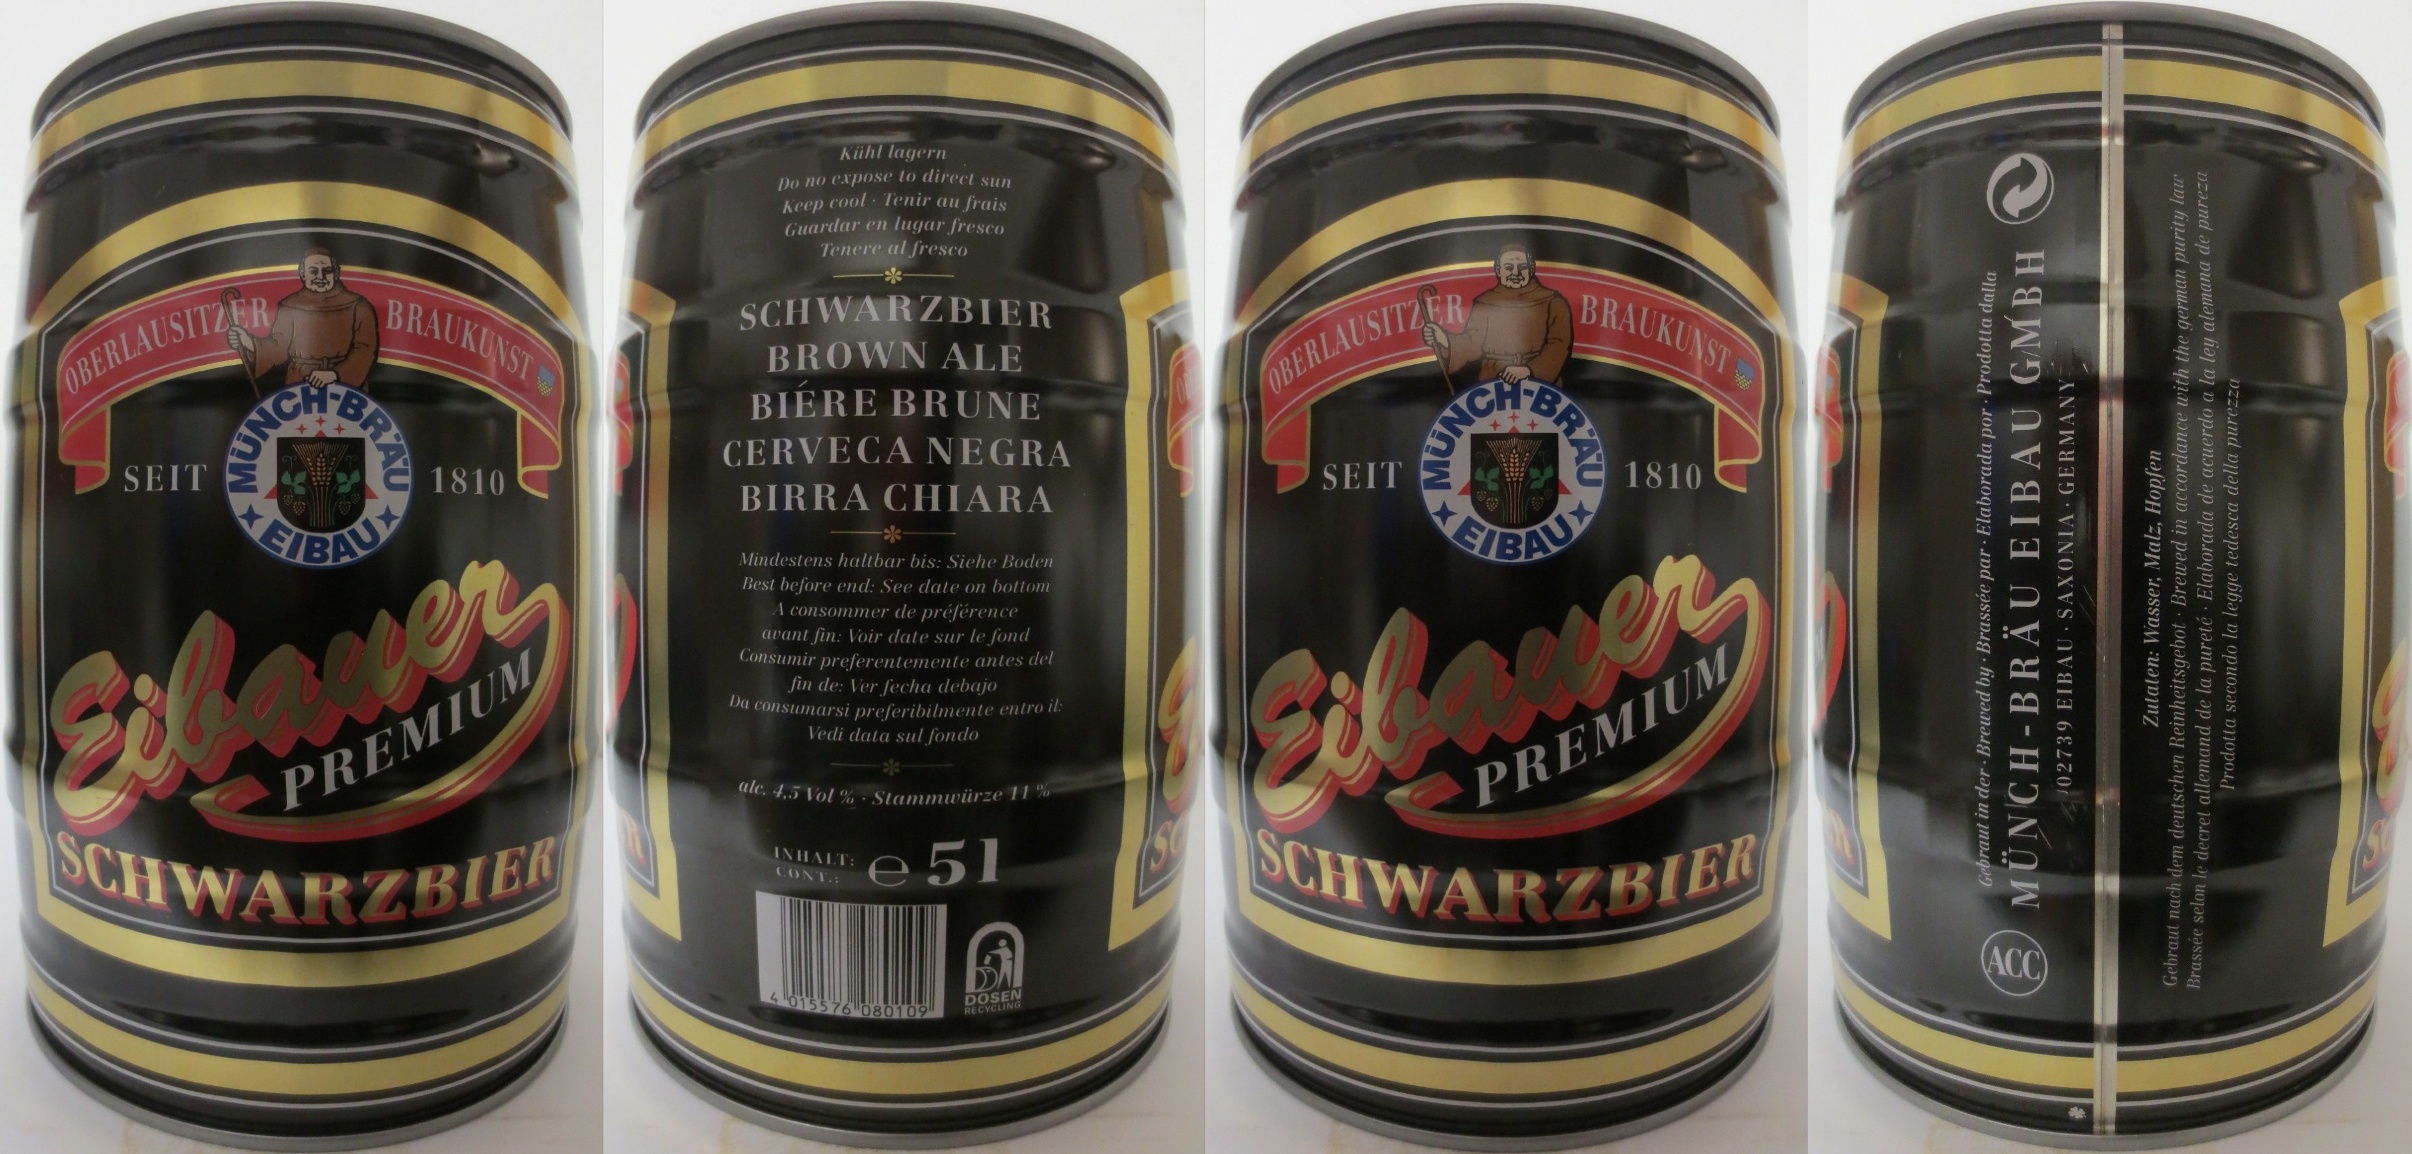 OBERLAUSITZER BRAUKUNST
MÜNCH-BRÄU
SEIT 1810
EIBAU
Eibauer
PREMIUM
SCHWARZBIER
Kühl lagern
Do no expose to direct sun
Keep cool · Tenir au frais
Guardar en lugar fresco
Tenere al fresco
SCHWARZBIER
BROWN ALE
BIÉRE BRUNE
CERVECA NEGRA
BIRRA CHIARA
Mindestens haltbar bis: Siehe Boden
Best before end: See date on bottom
A consommer de préférence
avant fin: Voir date sur le fond
Consumir preferentemente antes del
fin de: Ver fecha debajo
Da consumarsi preferibilmente entro il:
Vedi data sul fondo
alc. 4,5 Vol % · Stammwürze 11 %
INHALT:
CONT.: ℮ 5l
4 015576 080109
DOSEN
RECYCLING
OBERLAUSITZER BRAUKUNST
MÜNCH-BRÄU
SEIT 1810
EIBAU
Eibauer
PREMIUM
SCHWARZBIER
Gebraut in der · Brewed by · Brassée par · Elaborada por · Prodotta dalla
ACC MÜNCH-BRÄU EIBAU GMBH
02739 EIBAU · SAXONIA · GERMANY
Zutaten: Wasser, Malz, Hopfen
Gebraut nach dem deutschen Reinheitsgebot · Brewed in accordance with the german purity law
Brassée selon le decret allemand de la pureté · Elaborada de acuerdo a la ley alemana de pureza
Prodotta secondo la legge tedesca della purezza